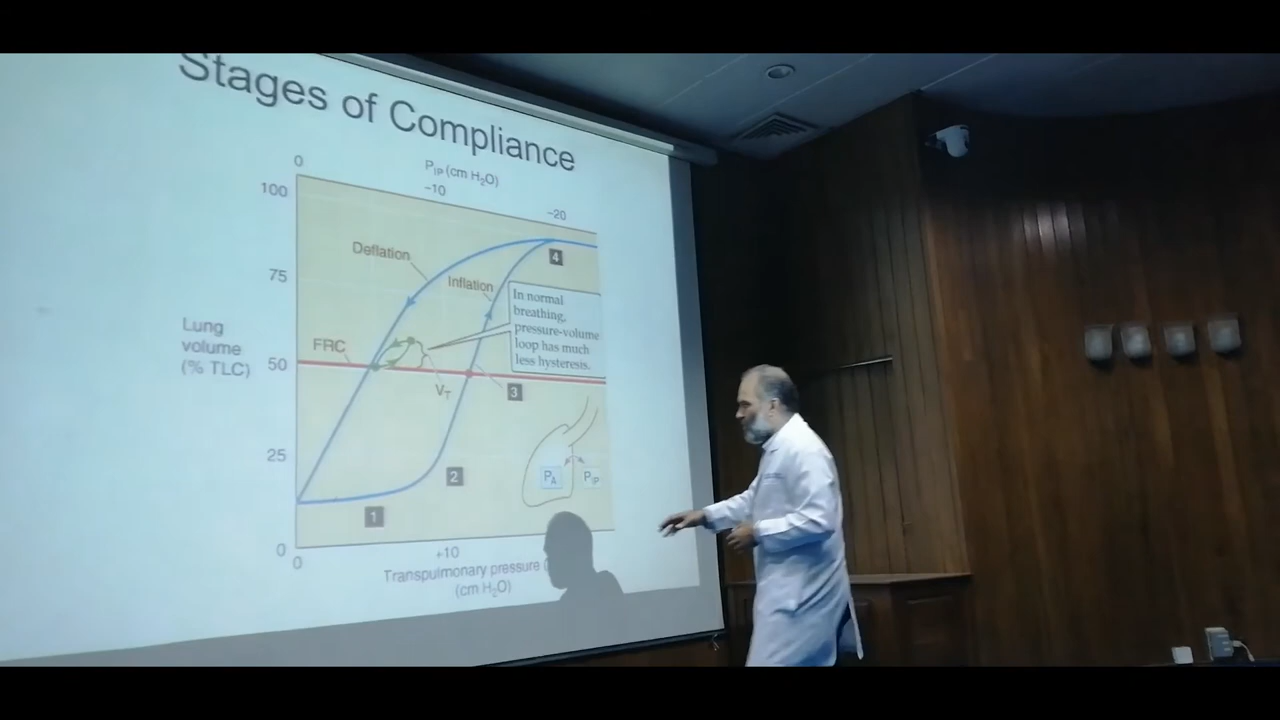 Stages of Compliance
P_IP (cm H₂O)
0
−10
−20
100
75
50
25
0
Lung
volume
(% TLC)
Deflation
Inflation
4
In normal
breathing,
pressure-volume
loop has much
less hysteresis.
FRC
V_T
3
2
P_A
P_IP
1
0
+10
Transpulmonary pressure
(cm H₂O)